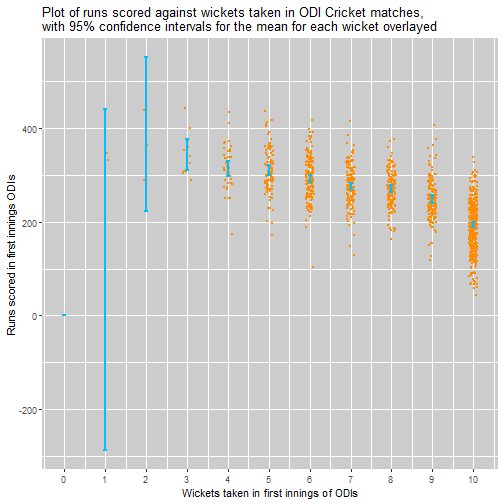 Plot of runs scored against wickets taken in ODI Cricket matches,
with 95% confidence intervals for the mean for each wicket overlayed
Runs scored in first innings ODIs
400
200
0
-200
0 1 2 3 4 5 6 7 8 9 10
Wickets taken in first innings of ODIs